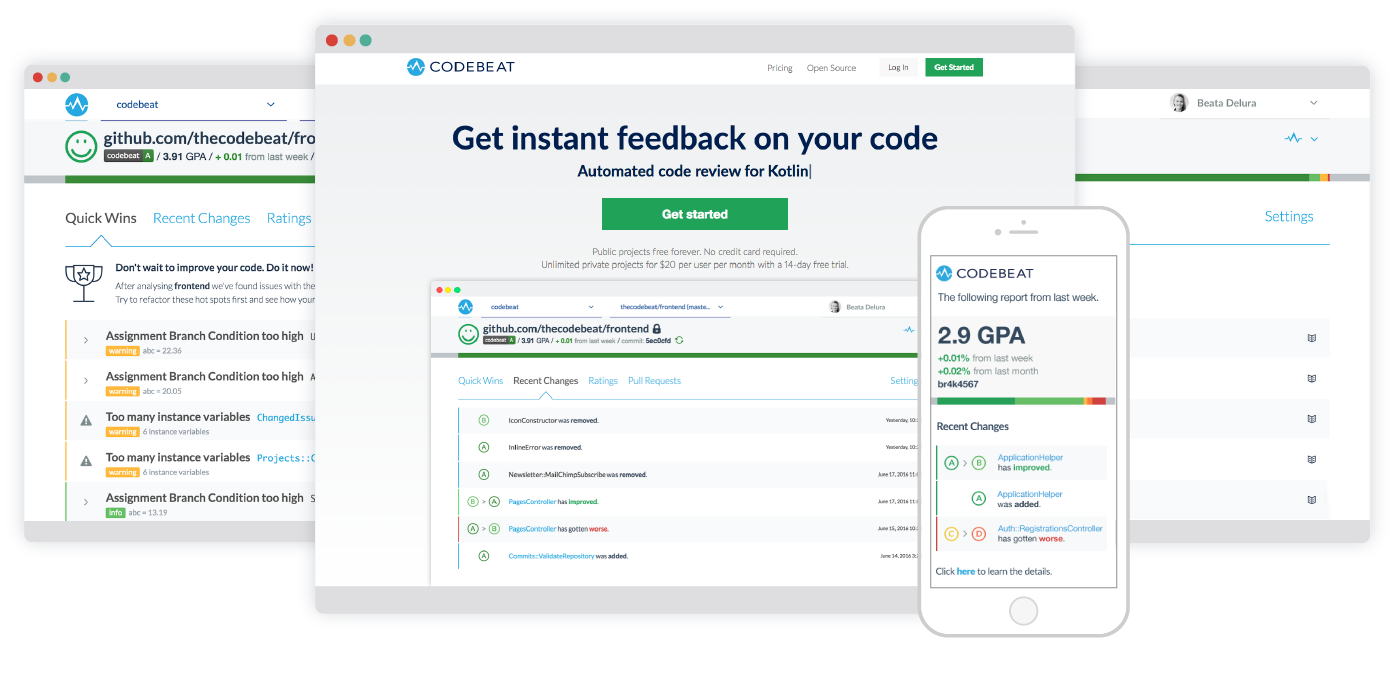 codebeat
github.com/thecodebeat/fron
codebeat A / 3.91 GPA / + 0.01 from last week /
Quick Wins Recent Changes Ratings
Don't wait to improve your code. Do it now!
After analysing frontend we've found issues with the
Try to refactor these hot spots first and see how your
Assignment Branch Condition too high
warning abc = 22.36
Assignment Branch Condition too high
warning abc = 20.05
Too many instance variables ChangedIssu
warning 6 instance variables
Too many instance variables Projects::C
warning 6 instance variables
Assignment Branch Condition too high S
info abc = 13.19
CODEBEAT
Pricing Open Source Log In Get Started
Get instant feedback on your code
Automated code review for Kotlin
Get started
Public projects free forever. No credit card required.
Unlimited private projects for $20 per user per month with a 14-day free trial.
codebeat thecodebeat/frontend (maste... Beata Delura
github.com/thecodebeat/frontend
codebeat A / 3.91 GPA / + 0.01 from last week / commit: 5ec0cfd
Quick Wins Recent Changes Ratings Pull Requests Setting
B IconConstructor was removed. Yesterday, 10:
A InlineError was removed. Yesterday, 10:
A Newsletter::MailChimpSubscribe was removed. June 17, 2016 11:
B > A PagesController has improved. June 17, 2016 11:
A > B PagesController has gotten worse. June 15, 2016 10:
A Commits::ValidateRepository was added. June 14, 2016 3:
Beata Delura
Settings
CODEBEAT
The following report from last week.
2.9 GPA
+0.01% from last week
+0.02% from last month
br4k4567
Recent Changes
A > B ApplicationHelper
has improved.
A ApplicationHelper
was added.
C > D Auth::RegistrationsController
has gotten worse.
Click here to learn the details.